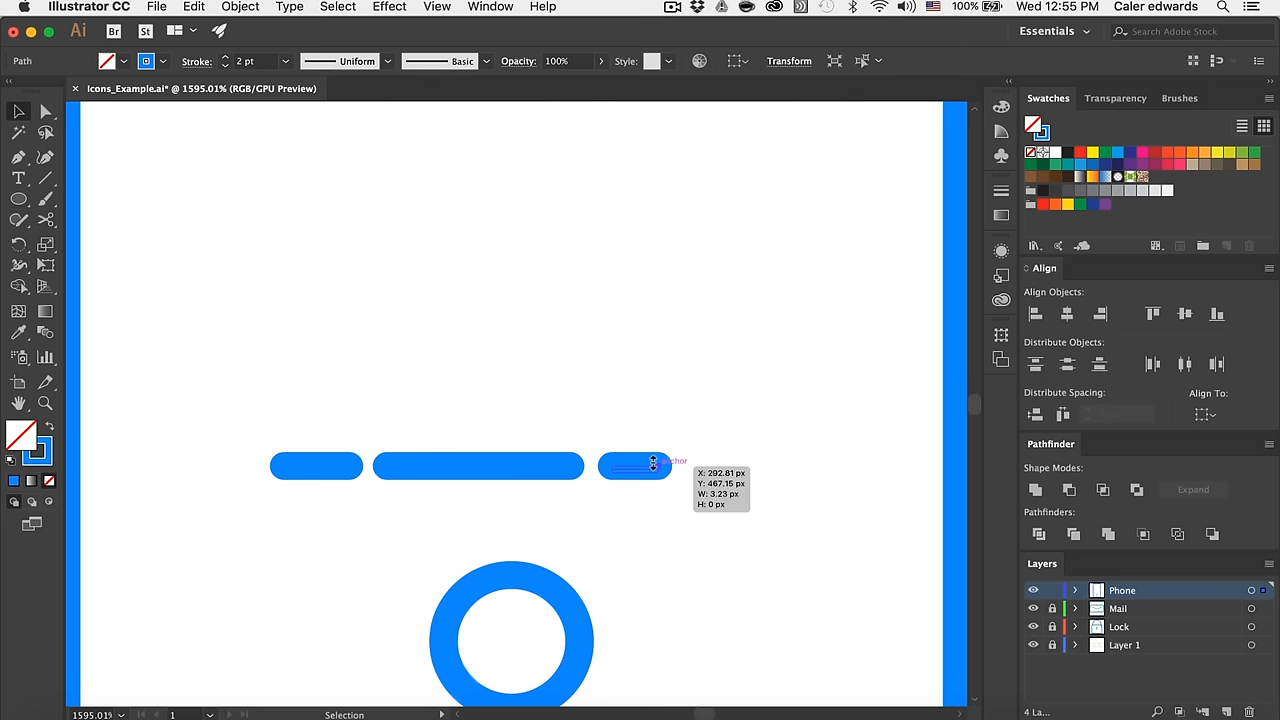 Illustrator CC File Edit Object Type Select Effect View Window Help 100% Wed 12:55 PM Caler edwards
Ai Br St Essentials Search Adobe Stock
Path Stroke: 2 pt Uniform Basic Opacity: 100% Style: Transform
Icons_Example.ai* @ 1595.01% (RGB/GPU Preview)
Swatches Transparency Brushes
Align
Align Objects:
Distribute Objects:
Distribute Spacing: Align To:
Pathfinder
Shape Modes:
Expand
Pathfinders:
Layers
Phone
Mail
Lock
Layer 1
4 La...
anchor
X: 292.81 px
Y: 467.15 px
W: 3.23 px
H: 0 px
1595.01% 1 Selection